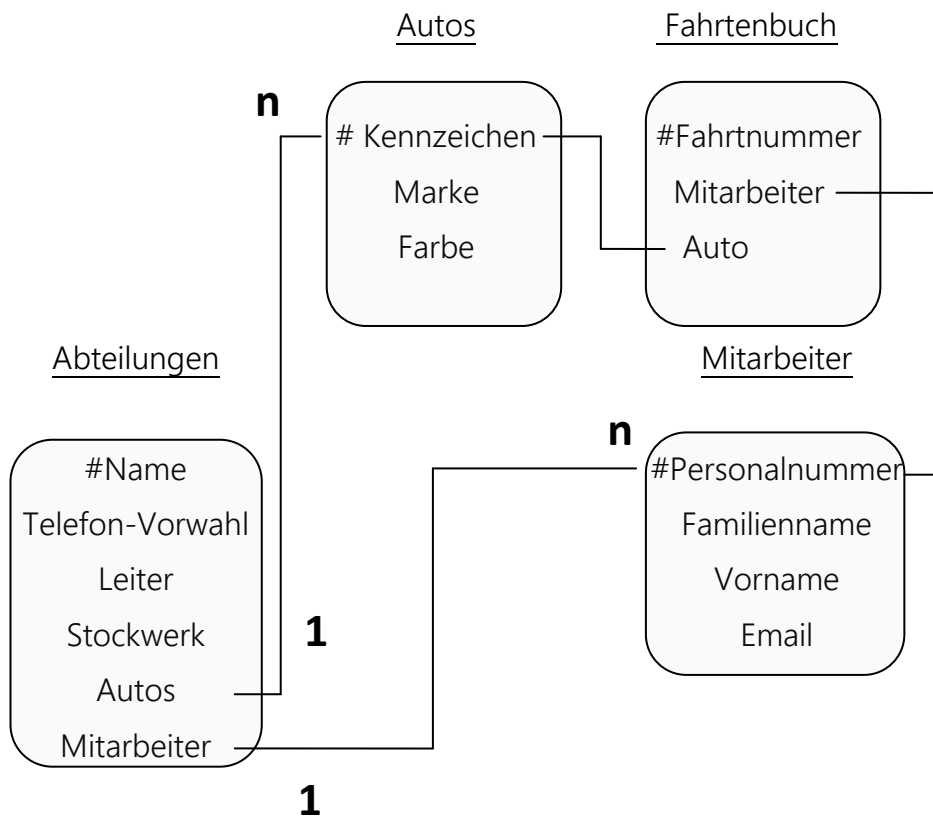 Autos
Fahrtenbuch
n
# Kennzeichen
Marke
Farbe
#Fahrtnummer
Mitarbeiter
Auto
Abteilungen
Mitarbeiter
#Name
Telefon-Vorwahl
Leiter
Stockwerk
Autos
Mitarbeiter
1
1
n
#Personalnummer
Familienname
Vorname
Email